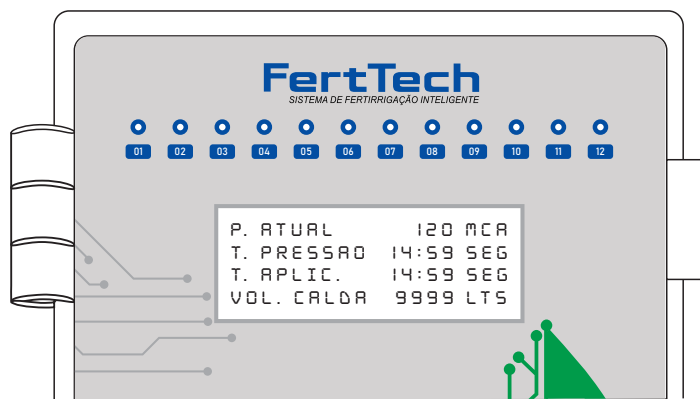 FertTech
SISTEMA DE FERTIRRIGAÇÃO INTELIGENTE
01 02 03 04 05 06 07 08 09 10 11 12
P. ATUAL 120 MCA
T. PRESSAO 14:59 SEG
T. APLIC. 14:59 SEG
VOL. CALDA 9999 LTS